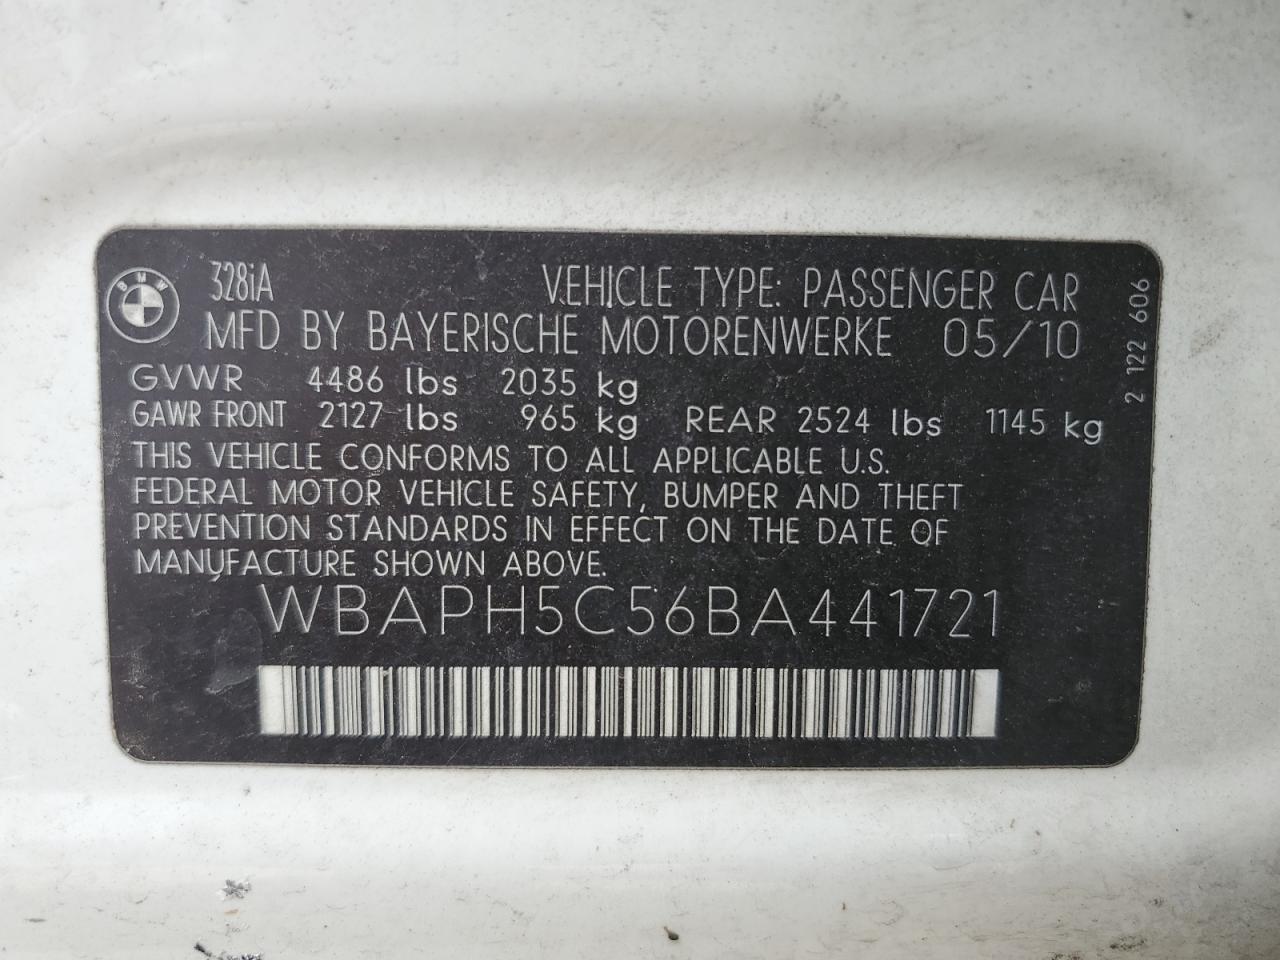 BMW
328iA VEHICLE TYPE: PASSENGER CAR
MFD BY BAYERISCHE MOTORENWERKE 05/10
GVWR 4486 lbs 2035 kg
GAWR FRONT 2127 lbs 965 kg REAR 2524 lbs 1145 kg
THIS VEHICLE CONFORMS TO ALL APPLICABLE U.S.
FEDERAL MOTOR VEHICLE SAFETY, BUMPER AND THEFT
PREVENTION STANDARDS IN EFFECT ON THE DATE OF
MANUFACTURE SHOWN ABOVE.
WBAPH5C56BA441721
2 122 606